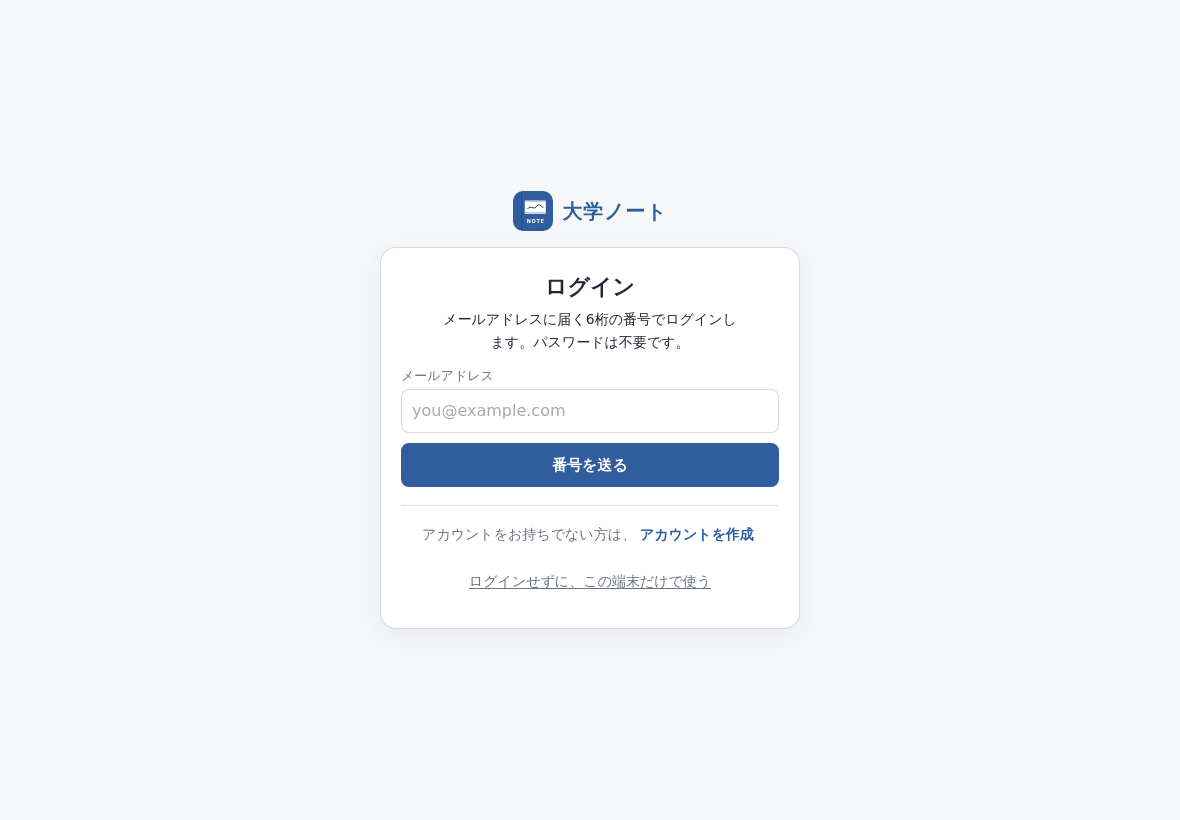 NOTE
大学ノート
ログイン
メールアドレスに届く6桁の番号でログインし
ます。パスワードは不要です。
メールアドレス
you@example.com
番号を送る
アカウントをお持ちでない方は、 アカウントを作成
ログインせずに、この端末だけで使う